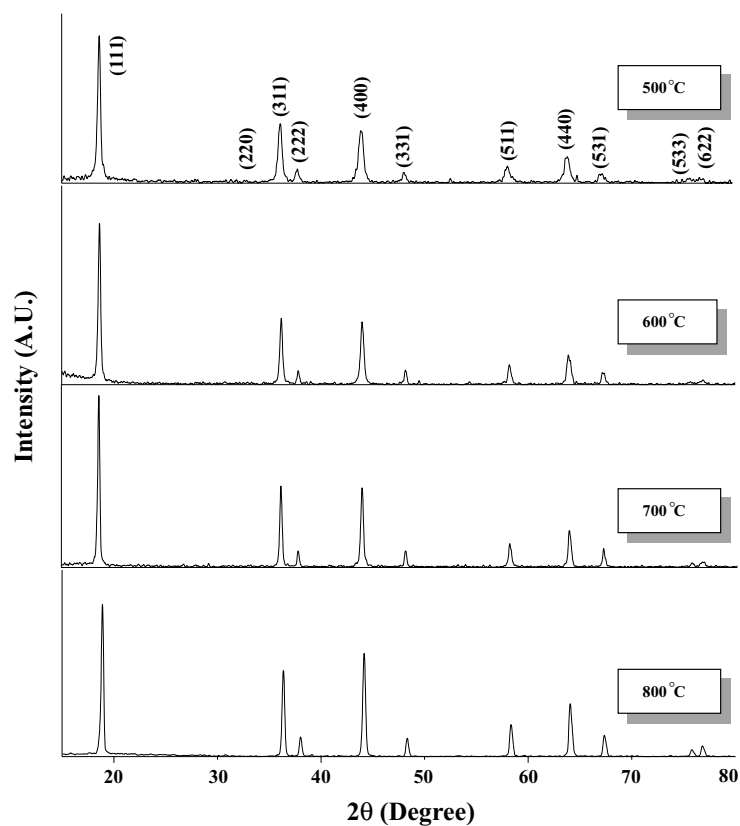 (111)
(220)
(311)
(222)
(400)
(331)
(511)
(440)
(531)
(533)
(622)
500°C
600°C
700°C
800°C
Intensity (A.U.)
20 30 40 50 60 70 80
2θ (Degree)